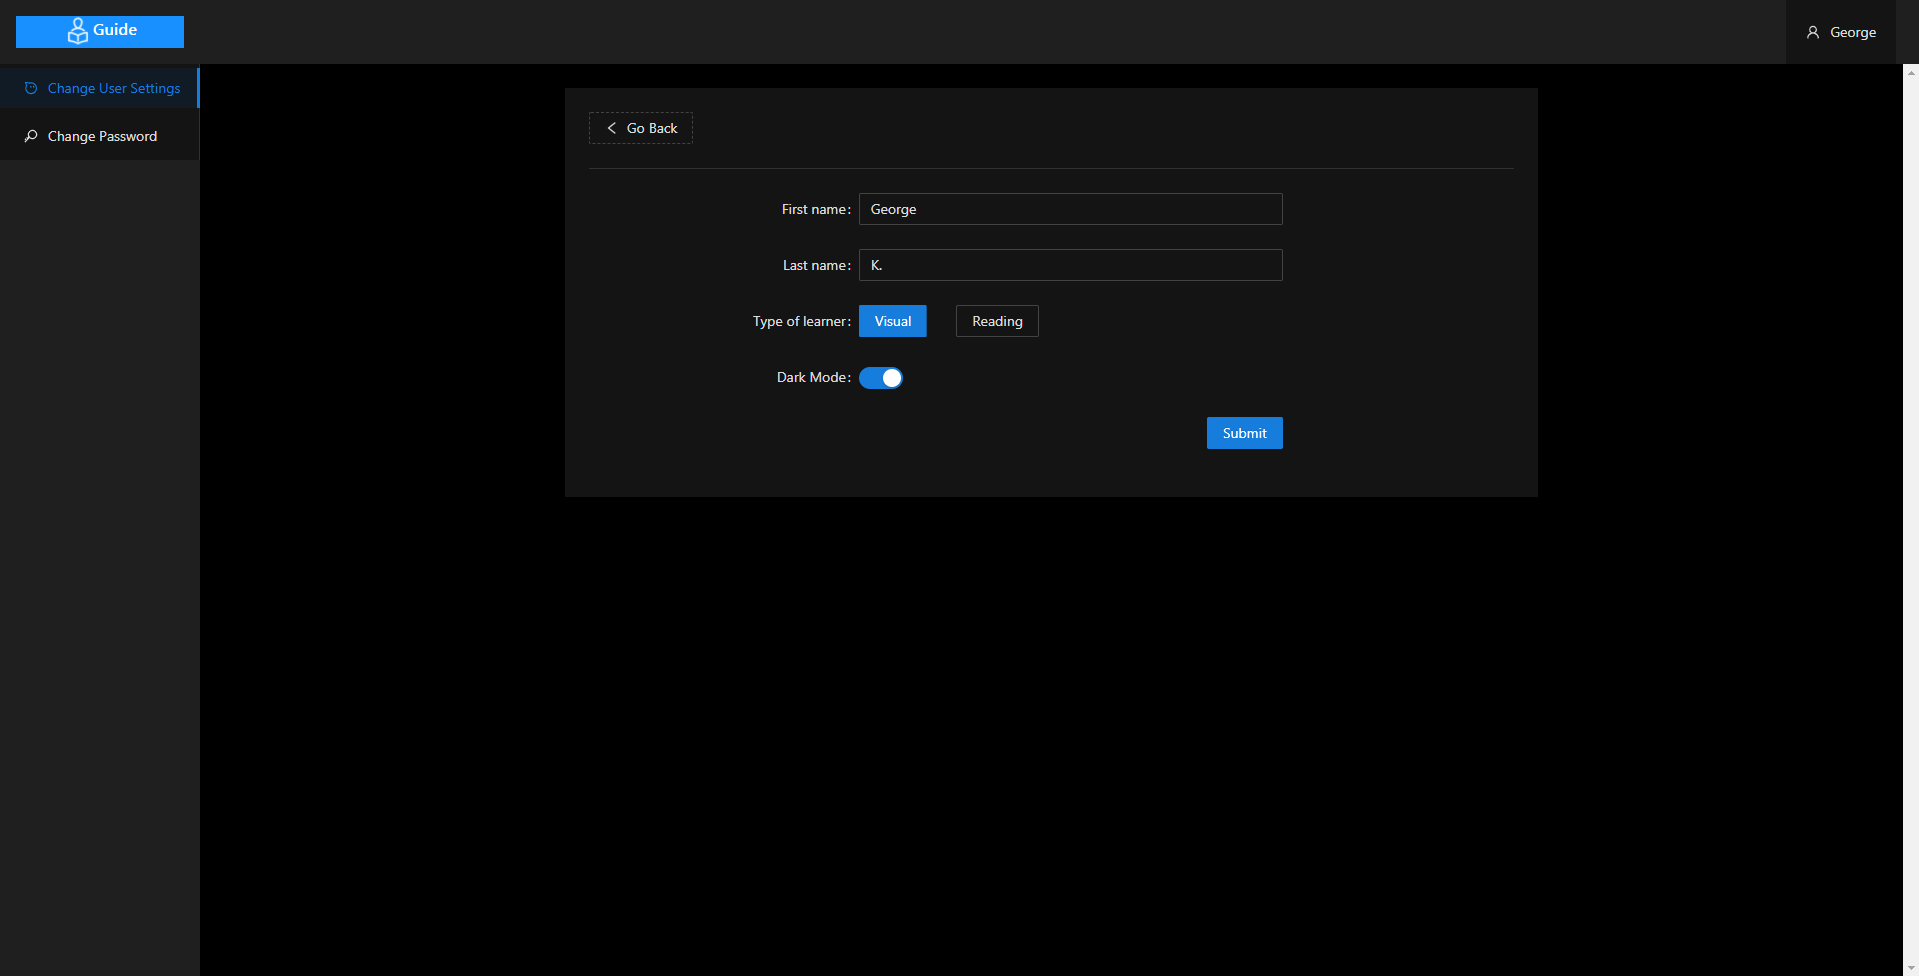 Guide
George
Change User Settings
Change Password
Go Back
First name: George
Last name: K.
Type of learner: Visual Reading
Dark Mode:
Submit